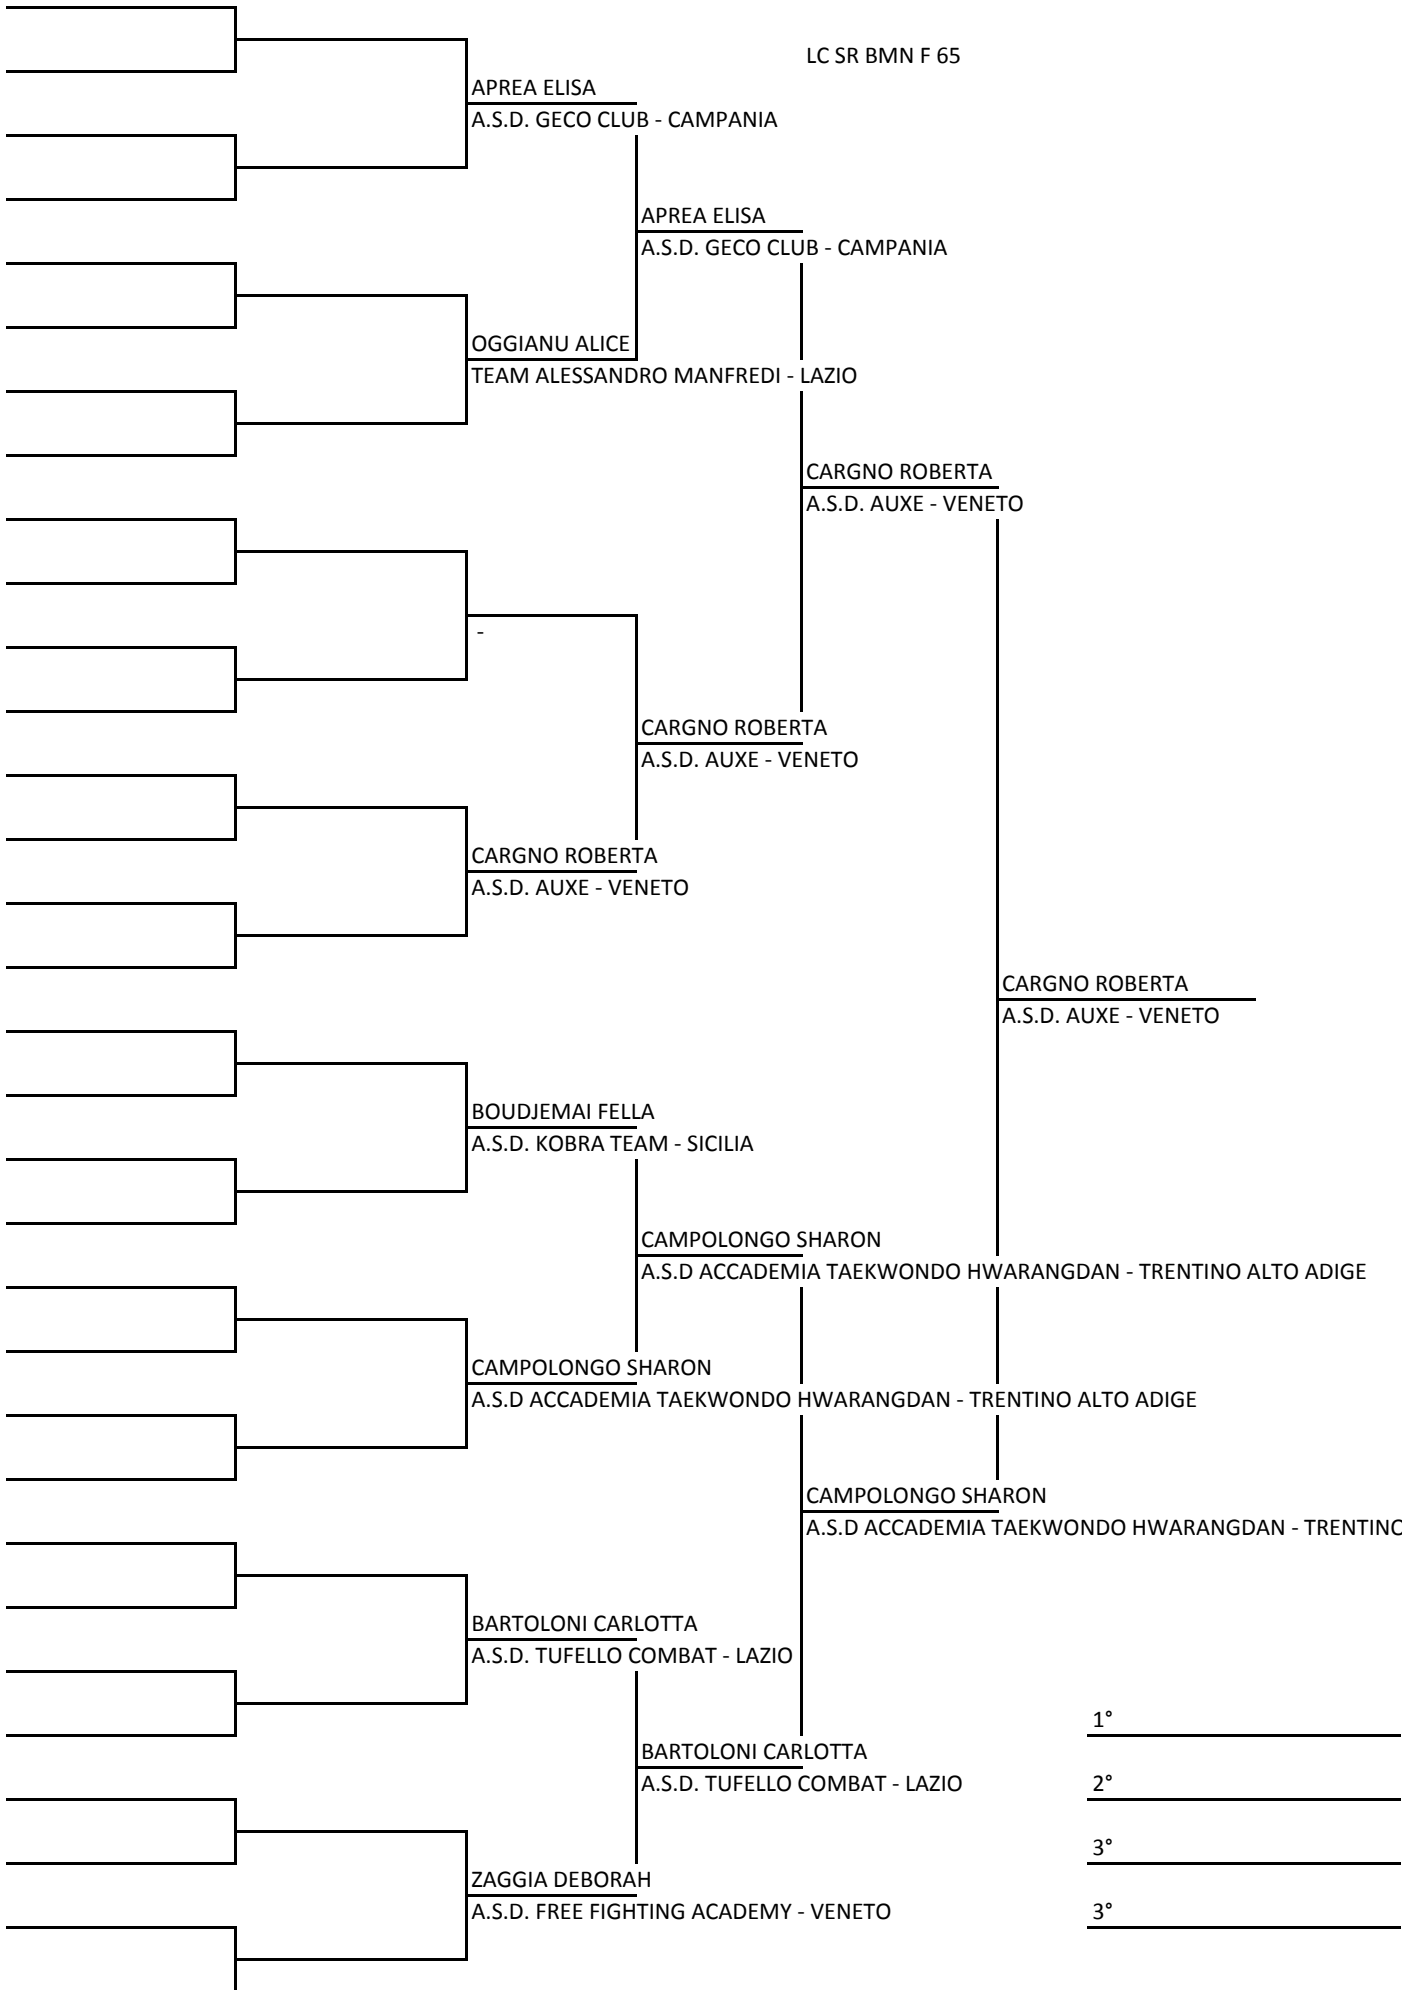 LC SR BMN F 65
APREA ELISA
A.S.D. GECO CLUB - CAMPANIA
APREA ELISA
A.S.D. GECO CLUB - CAMPANIA
OGGIANU ALICE
TEAM ALESSANDRO MANFREDI - LAZIO
CARGNO ROBERTA
A.S.D. AUXE - VENETO
-
CARGNO ROBERTA
A.S.D. AUXE - VENETO
CARGNO ROBERTA
A.S.D. AUXE - VENETO
CARGNO ROBERTA
A.S.D. AUXE - VENETO
BOUDJEMAI FELLA
A.S.D. KOBRA TEAM - SICILIA
CAMPOLONGO SHARON
A.S.D ACCADEMIA TAEKWONDO HWARANGDAN - TRENTINO ALTO ADIGE
CAMPOLONGO SHARON
A.S.D ACCADEMIA TAEKWONDO HWARANGDAN - TRENTINO ALTO ADIGE
CAMPOLONGO SHARON
A.S.D ACCADEMIA TAEKWONDO HWARANGDAN - TRENTINO
BARTOLONI CARLOTTA
A.S.D. TUFELLO COMBAT - LAZIO
1°
BARTOLONI CARLOTTA
A.S.D. TUFELLO COMBAT - LAZIO
2°
3°
ZAGGIA DEBORAH
A.S.D. FREE FIGHTING ACADEMY - VENETO
3°